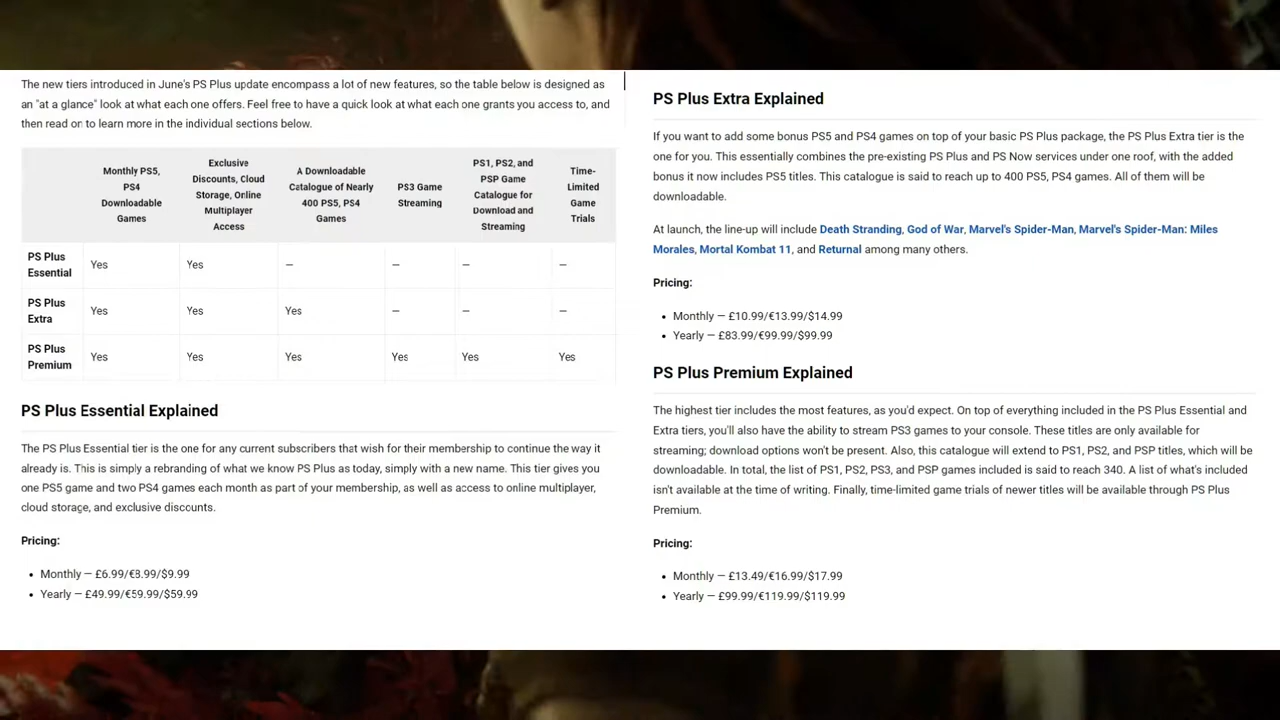 The new tiers introduced in June's PS Plus update encompass a lot of new features, so the table below is designed as
an "at a glance" look at what each one offers. Feel free to have a quick look at what each one grants you access to, and
then read on to learn more in the individual sections below.
Monthly PS5,
PS4
Downloadable
Games
Exclusive
Discounts, Cloud
Storage, Online
Multiplayer
Access
A Downloadable
Catalogue of Nearly
400 PS5, PS4
Games
PS3 Game
Streaming
PS1, PS2, and
PSP Game
Catalogue for
Download and
Streaming
Time-
Limited
Game
Trials
PS Plus
Essential
Yes
Yes
—
—
—
—
PS Plus
Extra
Yes
Yes
Yes
—
—
—
PS Plus
Premium
Yes
Yes
Yes
Yes
Yes
Yes
PS Plus Essential Explained
The PS Plus Essential tier is the one for any current subscribers that wish for their membership to continue the way it
already is. This is simply a rebranding of what we know PS Plus as today, simply with a new name. This tier gives you
one PS5 game and two PS4 games each month as part of your membership, as well as access to online multiplayer,
cloud storage, and exclusive discounts.
Pricing:
• Monthly — £6.99/€8.99/$9.99
• Yearly — £49.99/€59.99/$59.99
PS Plus Extra Explained
If you want to add some bonus PS5 and PS4 games on top of your basic PS Plus package, the PS Plus Extra tier is the
one for you. This essentially combines the pre-existing PS Plus and PS Now services under one roof, with the added
bonus it now includes PS5 titles. This catalogue is said to reach up to 400 PS5, PS4 games. All of them will be
downloadable.
At launch, the line-up will include Death Stranding, God of War, Marvel's Spider-Man, Marvel's Spider-Man: Miles
Morales, Mortal Kombat 11, and Returnal among many others.
Pricing:
• Monthly — £10.99/€13.99/$14.99
• Yearly — £83.99/€99.99/$99.99
PS Plus Premium Explained
The highest tier includes the most features, as you'd expect. On top of everything included in the PS Plus Essential and
Extra tiers, you'll also have the ability to stream PS3 games to your console. These titles are only available for
streaming; download options won't be present. Also, this catalogue will extend to PS1, PS2, and PSP titles, which will be
downloadable. In total, the list of PS1, PS2, PS3, and PSP games included is said to reach 340. A list of what's included
isn't available at the time of writing. Finally, time-limited game trials of newer titles will be available through PS Plus
Premium.
Pricing:
• Monthly — £13.49/€16.99/$17.99
• Yearly — £99.99/€119.99/$119.99